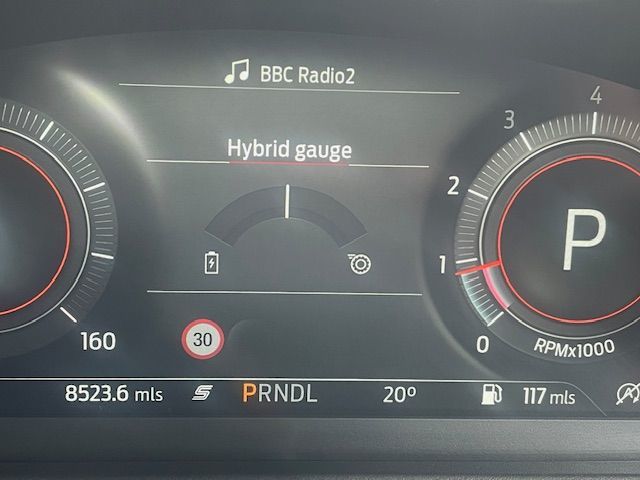 BBC Radio2
Hybrid gauge
160
30
4
3
2
1
0
P
RPMx1000
8523.6 mls
PRNDL
20°
117 mls